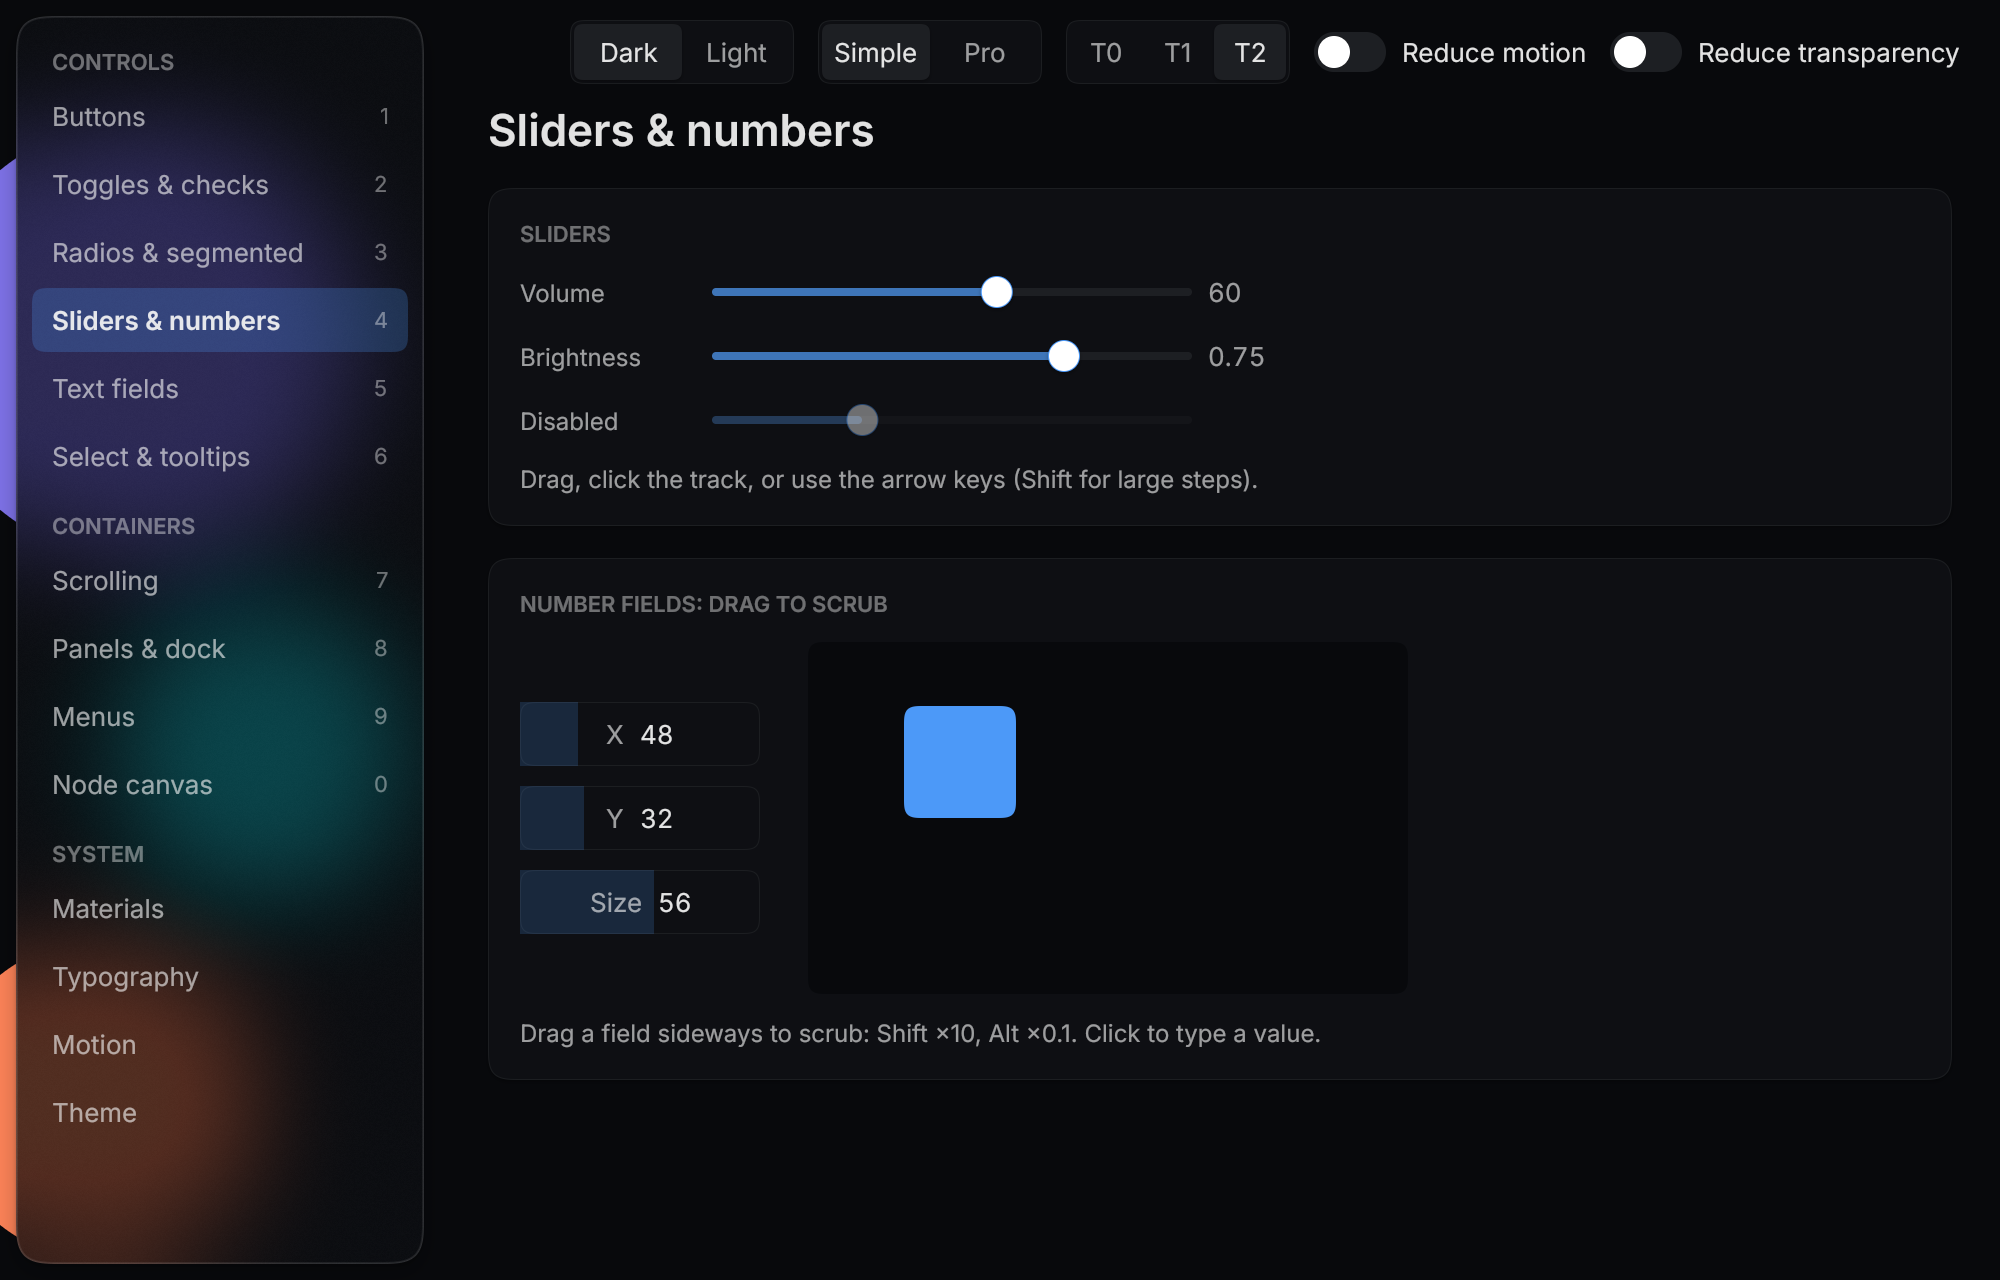 Dark Light Simple Pro T0 T1 T2 Reduce motion Reduce transparency
CONTROLS
Buttons 1
Toggles & checks 2
Radios & segmented 3
Sliders & numbers 4
Text fields 5
Select & tooltips 6
CONTAINERS
Scrolling 7
Panels & dock 8
Menus 9
Node canvas 0
SYSTEM
Materials
Typography
Motion
Theme
Sliders & numbers
SLIDERS
Volume 60
Brightness 0.75
Disabled
Drag, click the track, or use the arrow keys (Shift for large steps).
NUMBER FIELDS: DRAG TO SCRUB
X 48
Y 32
Size 56
Drag a field sideways to scrub: Shift ×10, Alt ×0.1. Click to type a value.